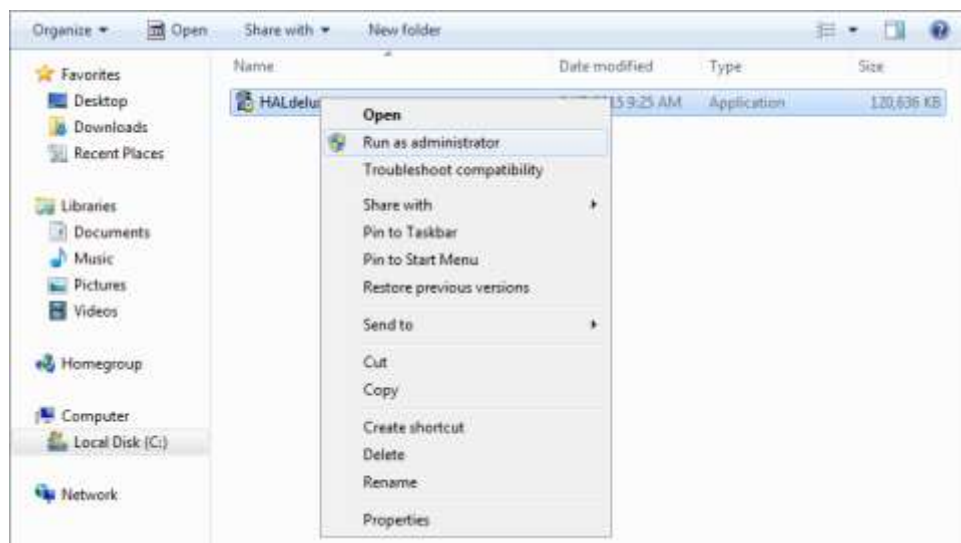 Organize Open Share with New folder
Name Date modified Type Size
Favorites
Desktop
Downloads
Recent Places
Libraries
Documents
Music
Pictures
Videos
Homegroup
Computer
Local Disk (C:)
Network
9:25 AM Application 120,636 KB
Open
Run as administrator
Troubleshoot compatibility
Share with
Pin to Taskbar
Pin to Start Menu
Restore previous versions
Send to
Cut
Copy
Create shortcut
Delete
Rename
Properties